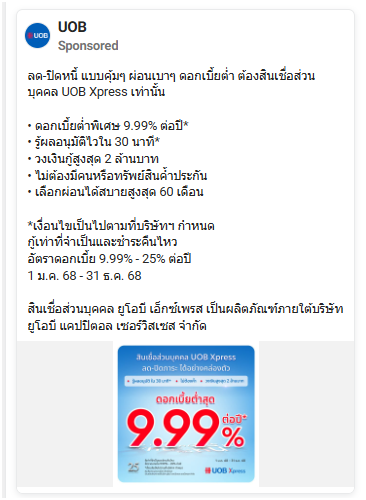 UOB
UOB
Sponsored
ลด-ปิดหนี้ แบบคุ้มๆ ผ่อนเบาๆ ดอกเบี้ยต่ำ ต้องสินเชื่อส่วน
บุคคล UOB Xpress เท่านั้น
• ดอกเบี้ยต่ำพิเศษ 9.99% ต่อปี*
• รู้ผลอนุมัติไวใน 30 นาที*
• วงเงินกู้สูงสุด 2 ล้านบาท
• ไม่ต้องมีคนหรือทรัพย์สินค้ำประกัน
• เลือกผ่อนได้สบายสูงสุด 60 เดือน
*เงื่อนไขเป็นไปตามที่บริษัทฯ กำหนด
กู้เท่าที่จำเป็นและชำระคืนไหว
อัตราดอกเบี้ย 9.99% - 25% ต่อปี
1 ม.ค. 68 - 31 ธ.ค. 68
สินเชื่อส่วนบุคคล ยูโอบี เอ็กซ์เพรส เป็นผลิตภัณฑ์ภายใต้บริษัท
ยูโอบี แคปปิตอล เซอร์วิสเซส จำกัด
สินเชื่อส่วนบุคคล UOB Xpress
ลด-ปิดภาระ ได้อย่างคล่องตัว
ดอกเบี้ยต่ำสุด
9.99%
ต่อปี*
25
UOB Xpress